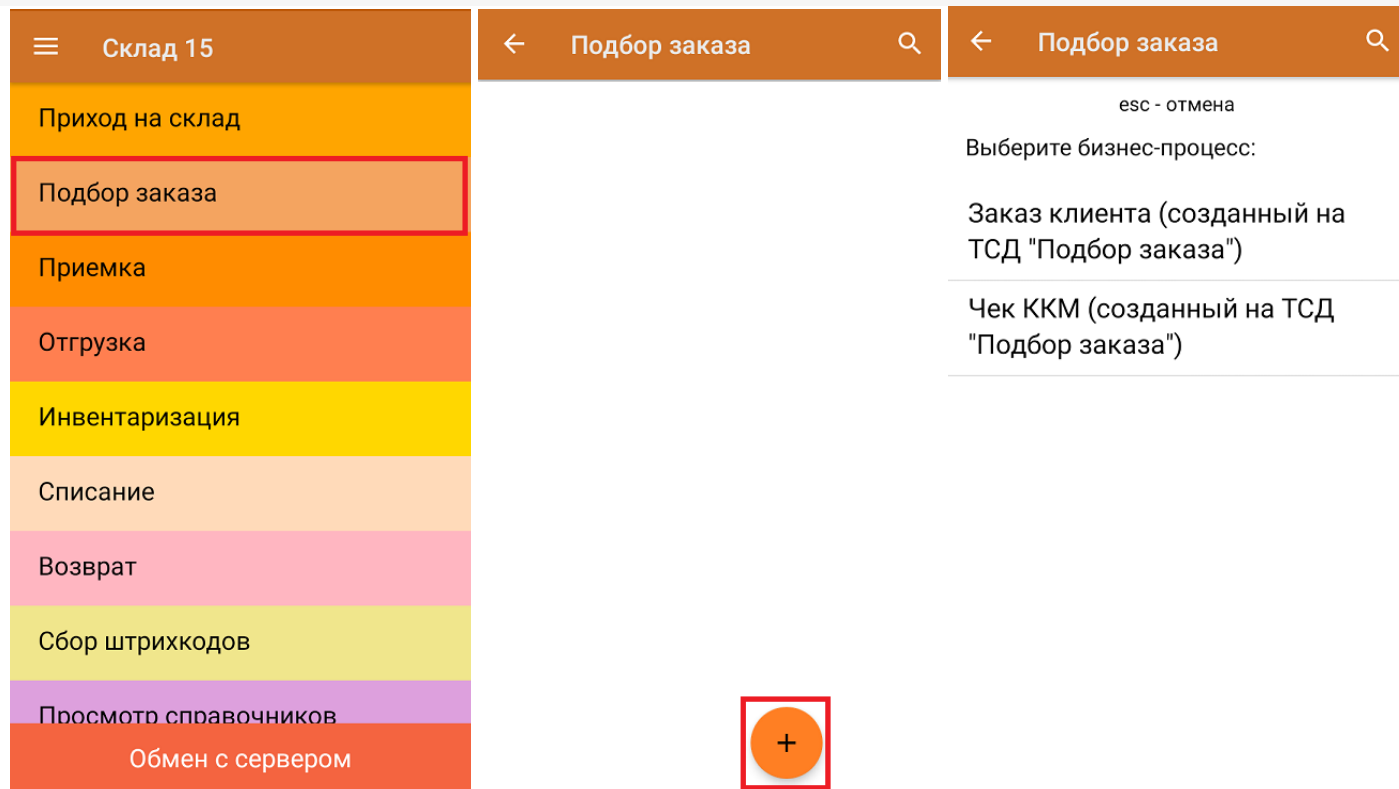 Склад 15
Приход на склад
Подбор заказа
Приемка
Отгрузка
Инвентаризация
Списание
Возврат
Сбор штрихкодов
Просмотр справочников
Обмен с сервером
Подбор заказа
+
Подбор заказа
esc - отмена
Выберите бизнес-процесс:
Заказ клиента (созданный на
ТСД "Подбор заказа")
Чек ККМ (созданный на ТСД
"Подбор заказа")